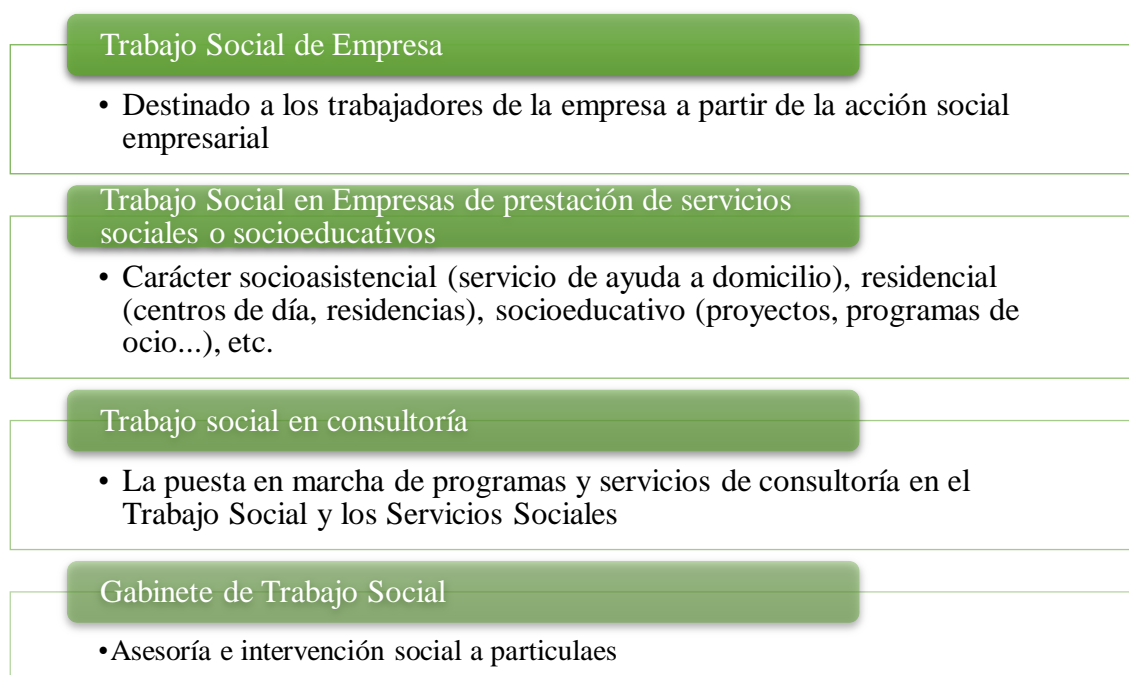 Trabajo Social de Empresa
• Destinado a los trabajadores de la empresa a partir de la acción social
empresarial
Trabajo Social en Empresas de prestación de servicios
sociales o socioeducativos
• Carácter socioasistencial (servicio de ayuda a domicilio), residencial
(centros de día, residencias), socioeducativo (proyectos, programas de
ocio...), etc.
Trabajo social en consultoría
• La puesta en marcha de programas y servicios de consultoría en el
Trabajo Social y los Servicios Sociales
Gabinete de Trabajo Social
•Asesoría e intervención social a particulaes